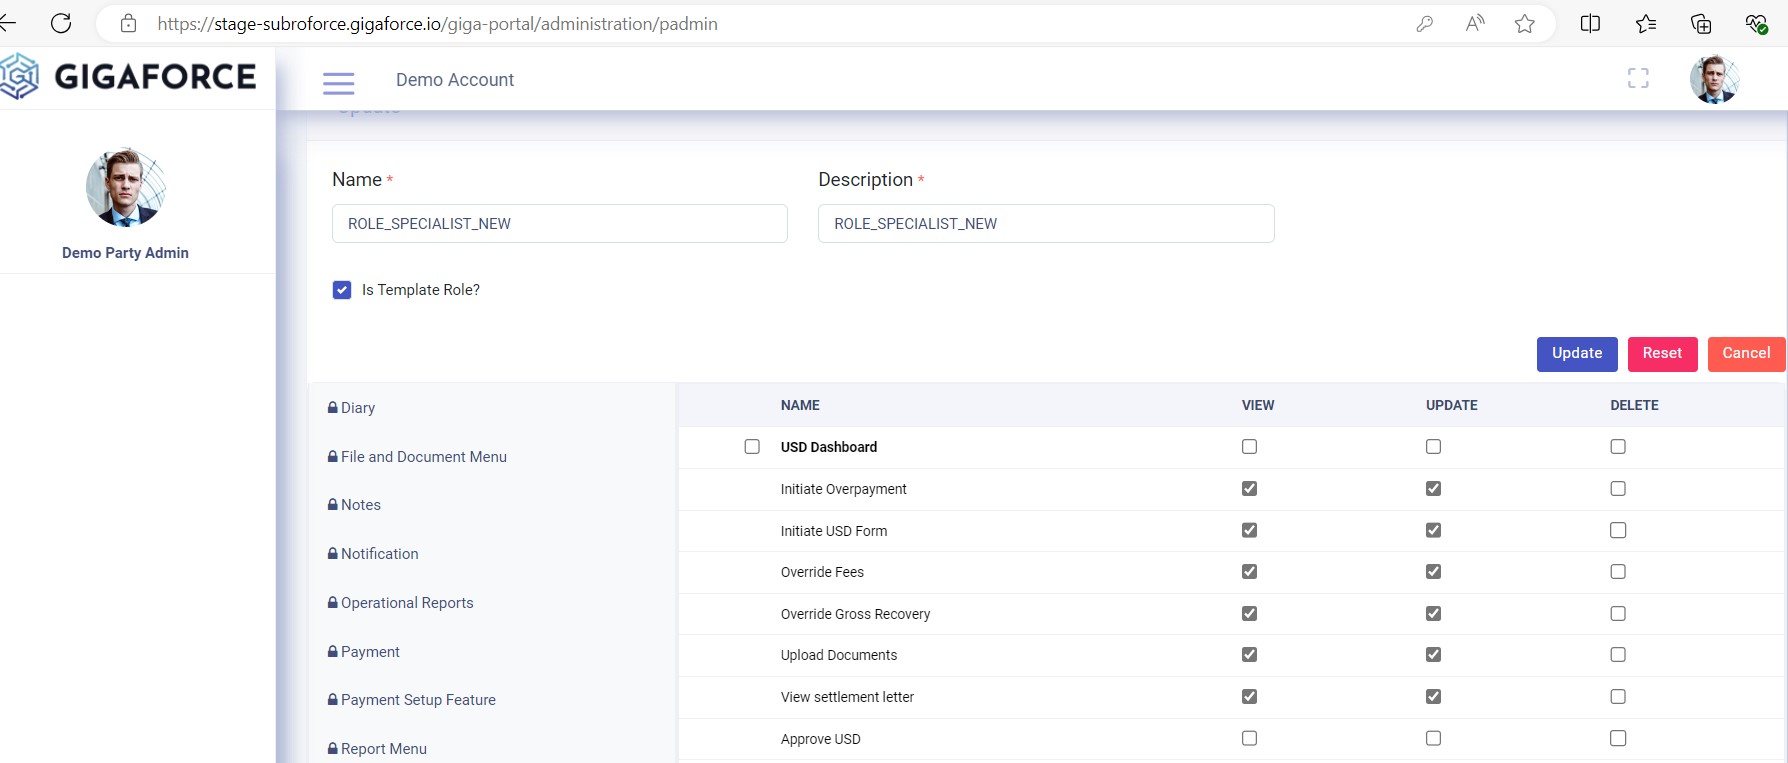 https://stage-subroforce.gigaforce.io/giga-portal/administration/padmin
GIGAFORCE
Demo Account
Update
Demo Party Admin
Name *
Description *
ROLE_SPECIALIST_NEW
ROLE_SPECIALIST_NEW
Is Template Role?
Update
Reset
Cancel
Diary
File and Document Menu
Notes
Notification
Operational Reports
Payment
Payment Setup Feature
Report Menu
NAME VIEW UPDATE DELETE
USD Dashboard
Initiate Overpayment
Initiate USD Form
Override Fees
Override Gross Recovery
Upload Documents
View settlement letter
Approve USD